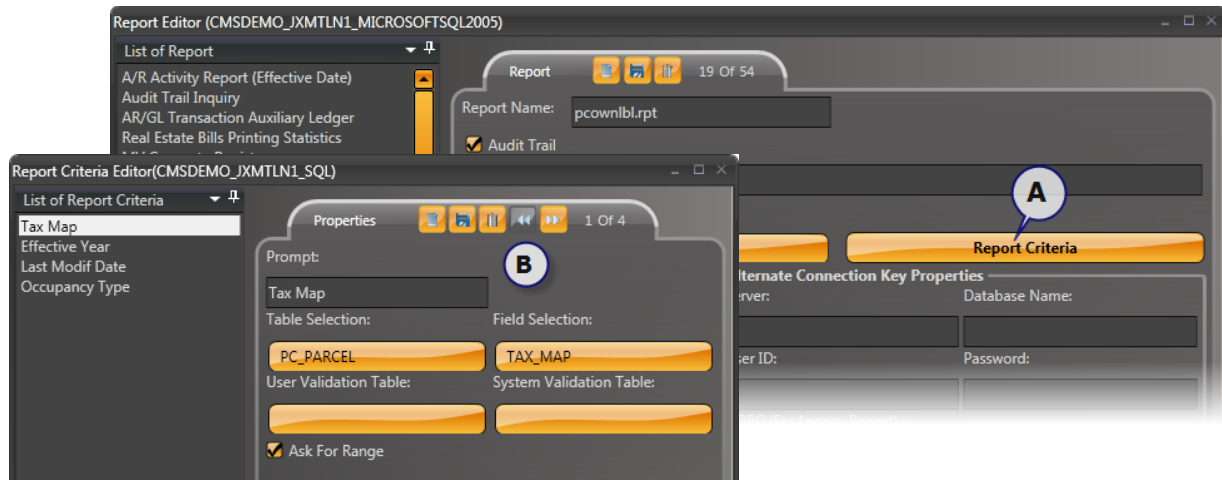 Report Editor (CMSDEMO_JXMTLN1_MICROSOFTSQL2005)
List of Report
A/R Activity Report (Effective Date)
Audit Trail Inquiry
AR/GL Transaction Auxiliary Ledger
Real Estate Bills Printing Statistics
Report
19 Of 54
Report Name:
pcownlbl.rpt
Audit Trail
A
Report Criteria
lternate Connection Key Properties
rver:
Database Name:
ser ID:
Password:
Report Criteria Editor(CMSDEMO_JXMTLN1_SQL)
List of Report Criteria
Tax Map
Effective Year
Last Modif Date
Occupancy Type
Properties
1 Of 4
B
Prompt:
Tax Map
Table Selection:
Field Selection:
PC_PARCEL
TAX_MAP
User Validation Table:
System Validation Table:
Ask For Range